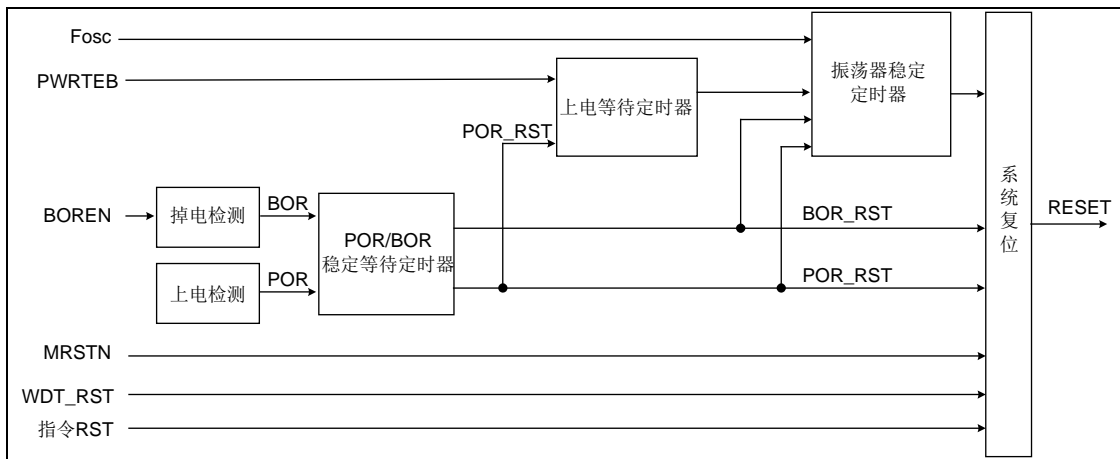 Fosc
PWRTEB
上电等待定时器
振荡器稳定
定时器
POR_RST
BOREN
掉电检测
BOR
POR/BOR
稳定等待定时器
上电检测
POR
BOR_RST
POR_RST
系统复位
RESET
MRSTN
WDT_RST
指令RST